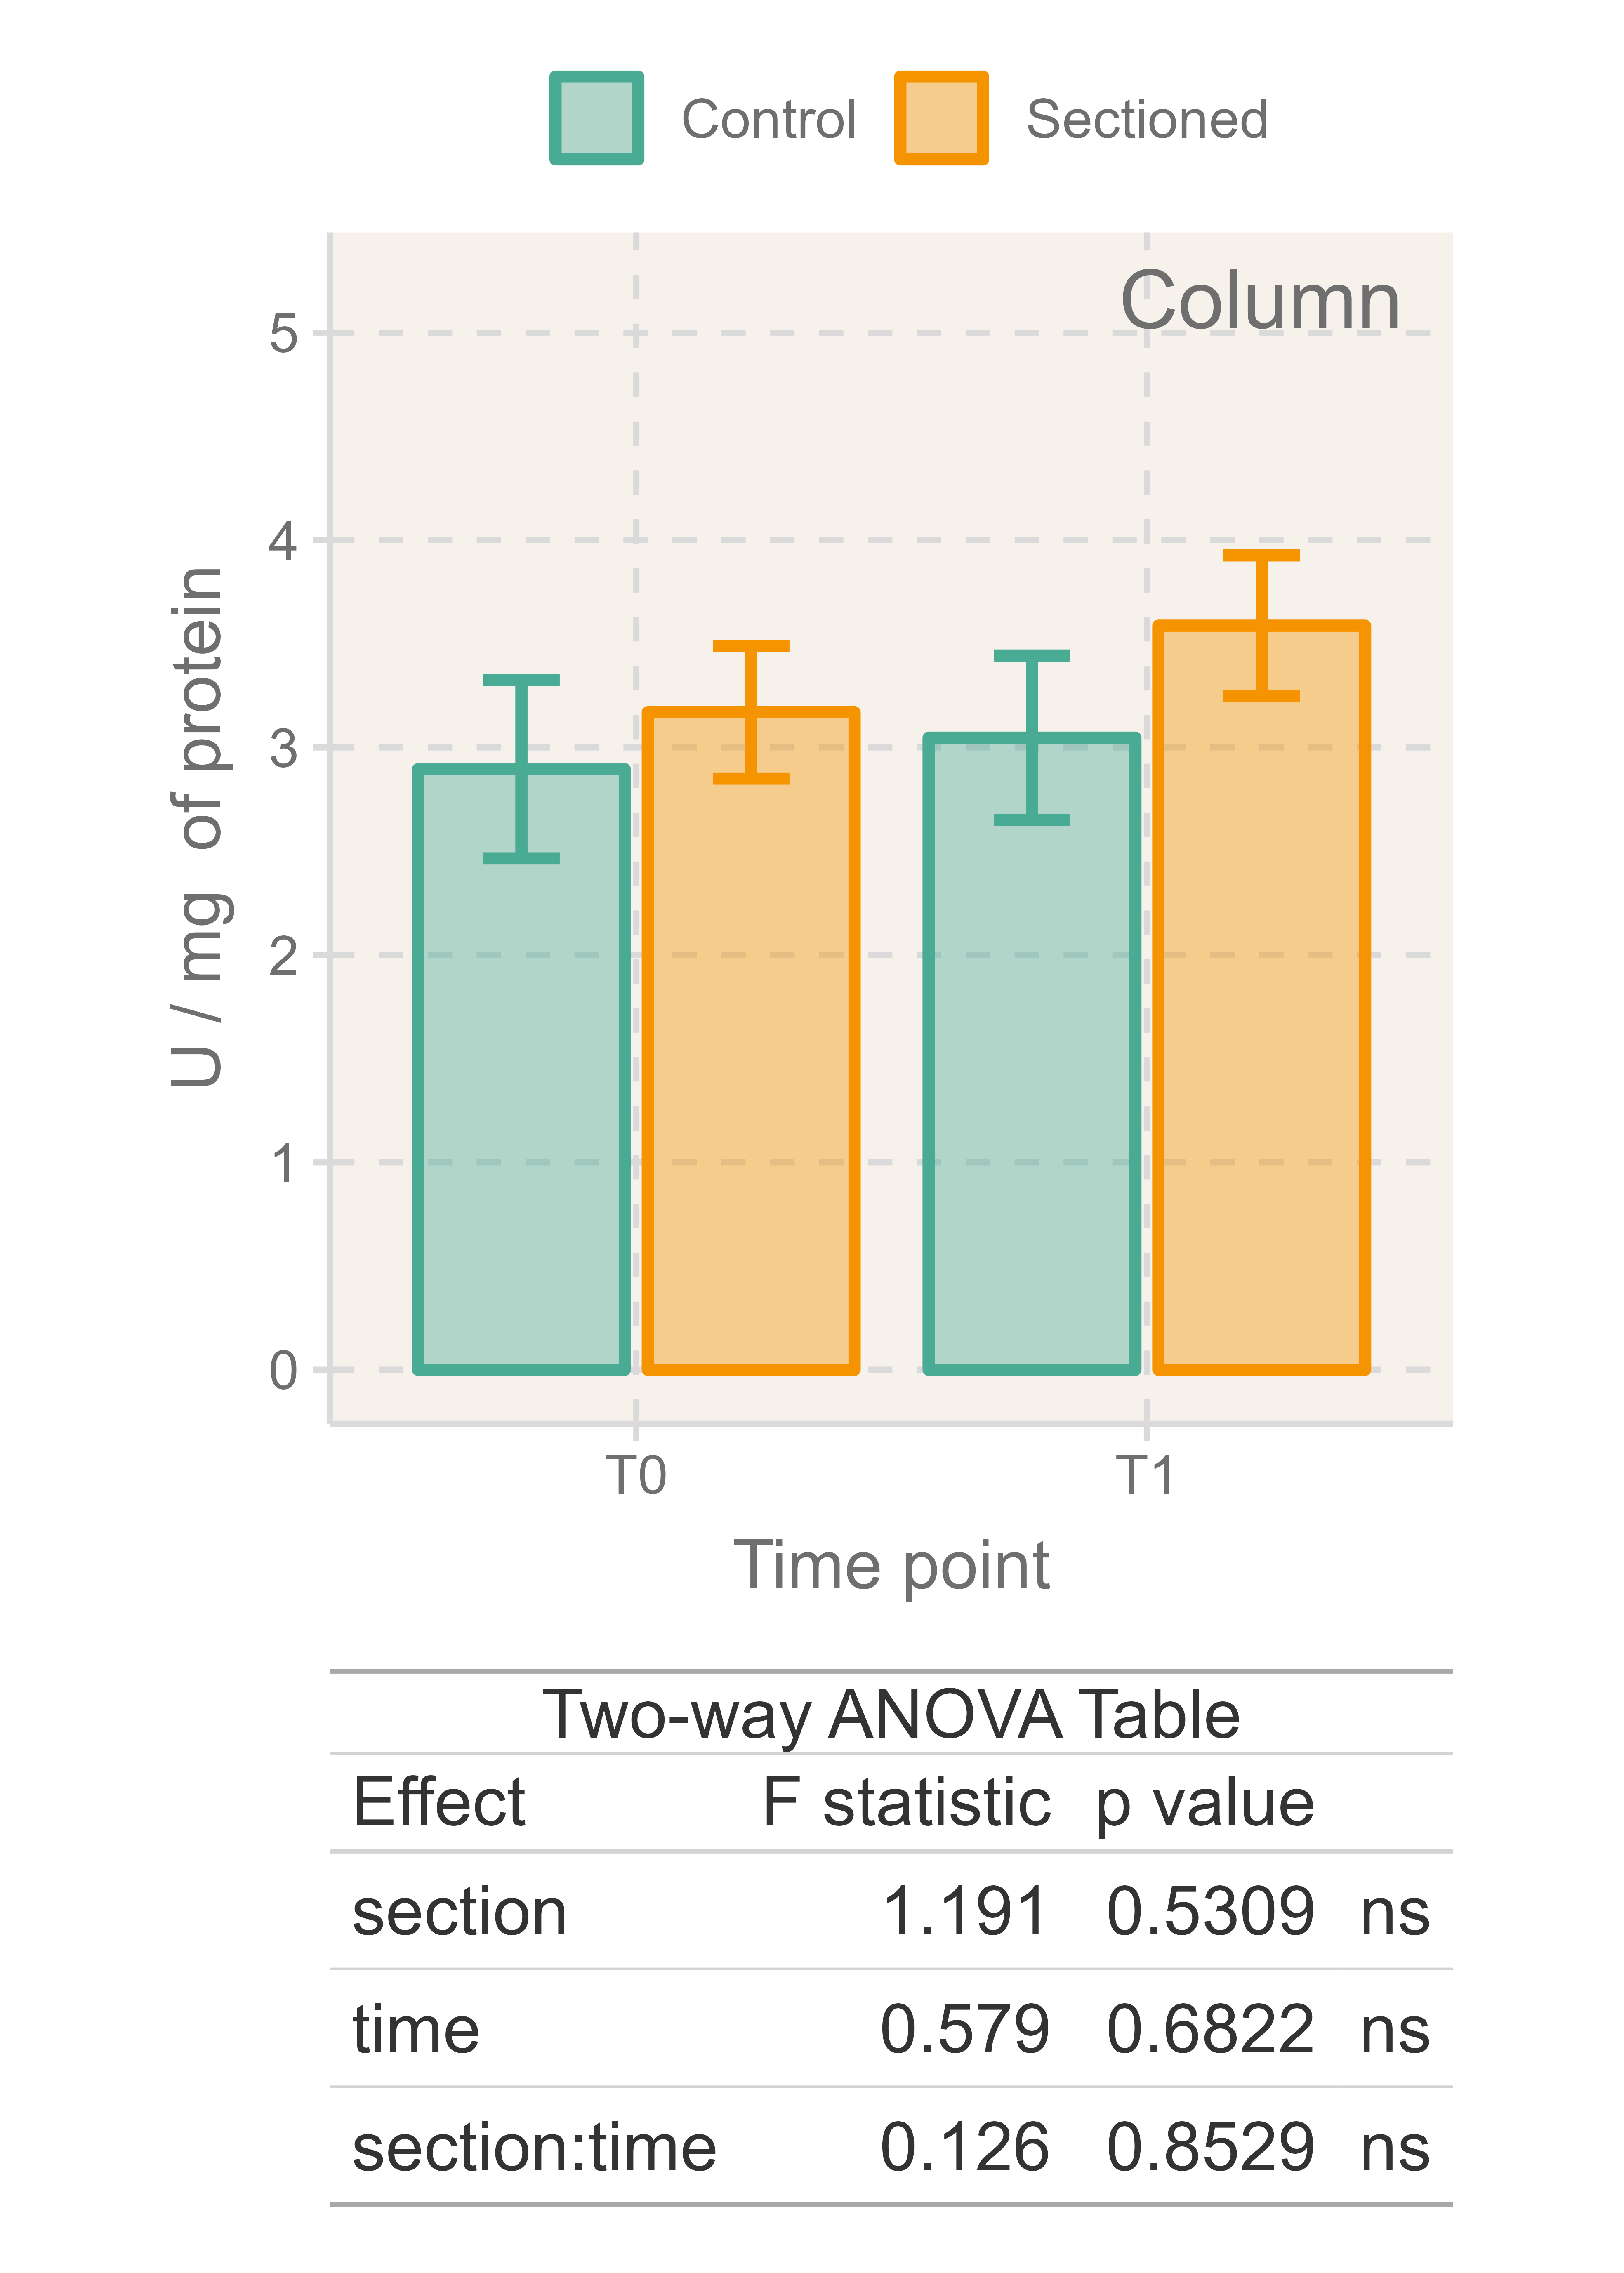 Control Sectioned
Column
5
4
3
2
1
0
U / mg of protein
T0 T1
Time point
Two-way ANOVA Table
Effect F statistic p value
section 1.191 0.5309 ns
time 0.579 0.6822 ns
section:time 0.126 0.8529 ns